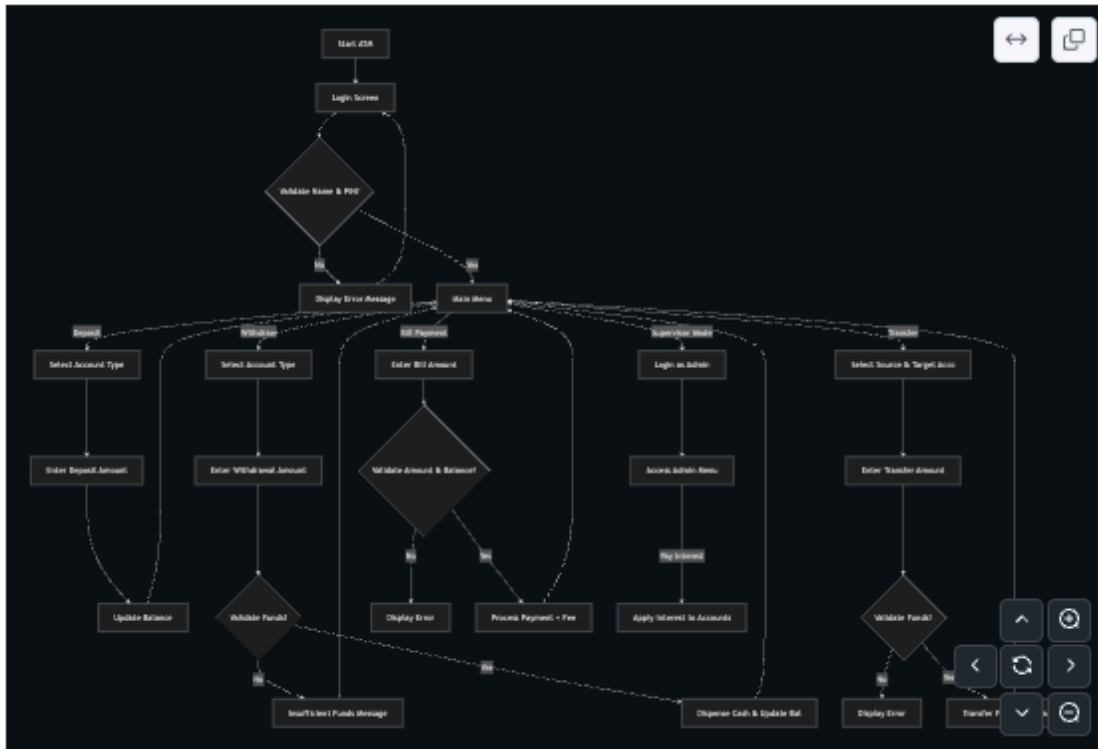 Start ATM
Login Screen
Validate Name & PIN?
No
Yes
Display Error Message
Main Menu
Deposit
Withdraw
Bill Payment
Supervisor Mode
Transfer
Select Account Type
Select Account Type
Enter Bill Amount
Login as Admin
Select Source & Target Acco
Enter Deposit Amount
Enter Withdrawal Amount
Validate Amount & Balance?
Access Admin Menu
Enter Transfer Amount
No
Yes
Pay Interest
Update Balance
Validate Funds?
Display Error
Process Payment + Fee
Apply Interest to Accounts
Validate Funds?
Yes
No
No
Insufficient Funds Message
Dispense Cash & Update Bal
Display Error
Transfer